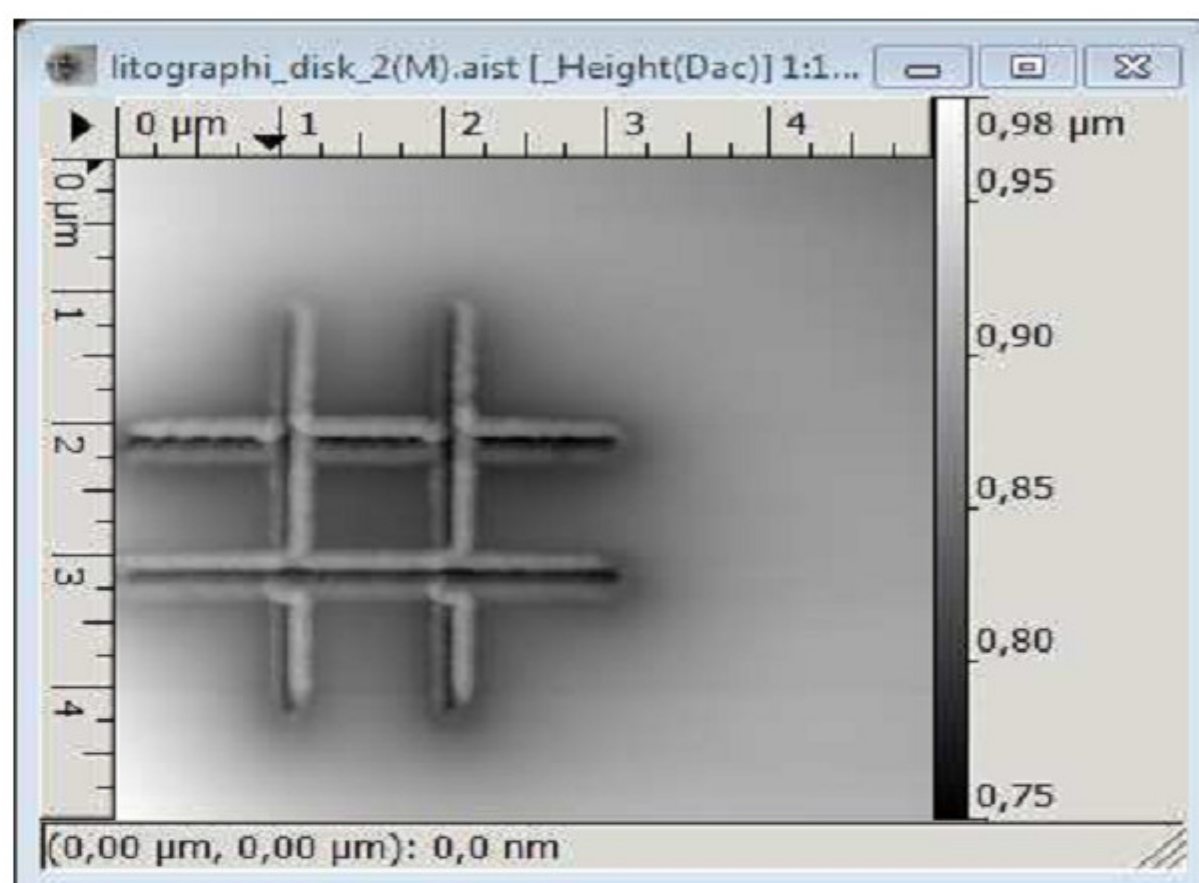 litographi_disk_2(M).aist [_Height(Dac)] 1:1...
0 µm 1 2 3 4
0,98 µm
0,95
0,90
0,85
0,80
0,75
0 µm
1
2
3
4
(0,00 µm, 0,00 µm): 0,0 nm